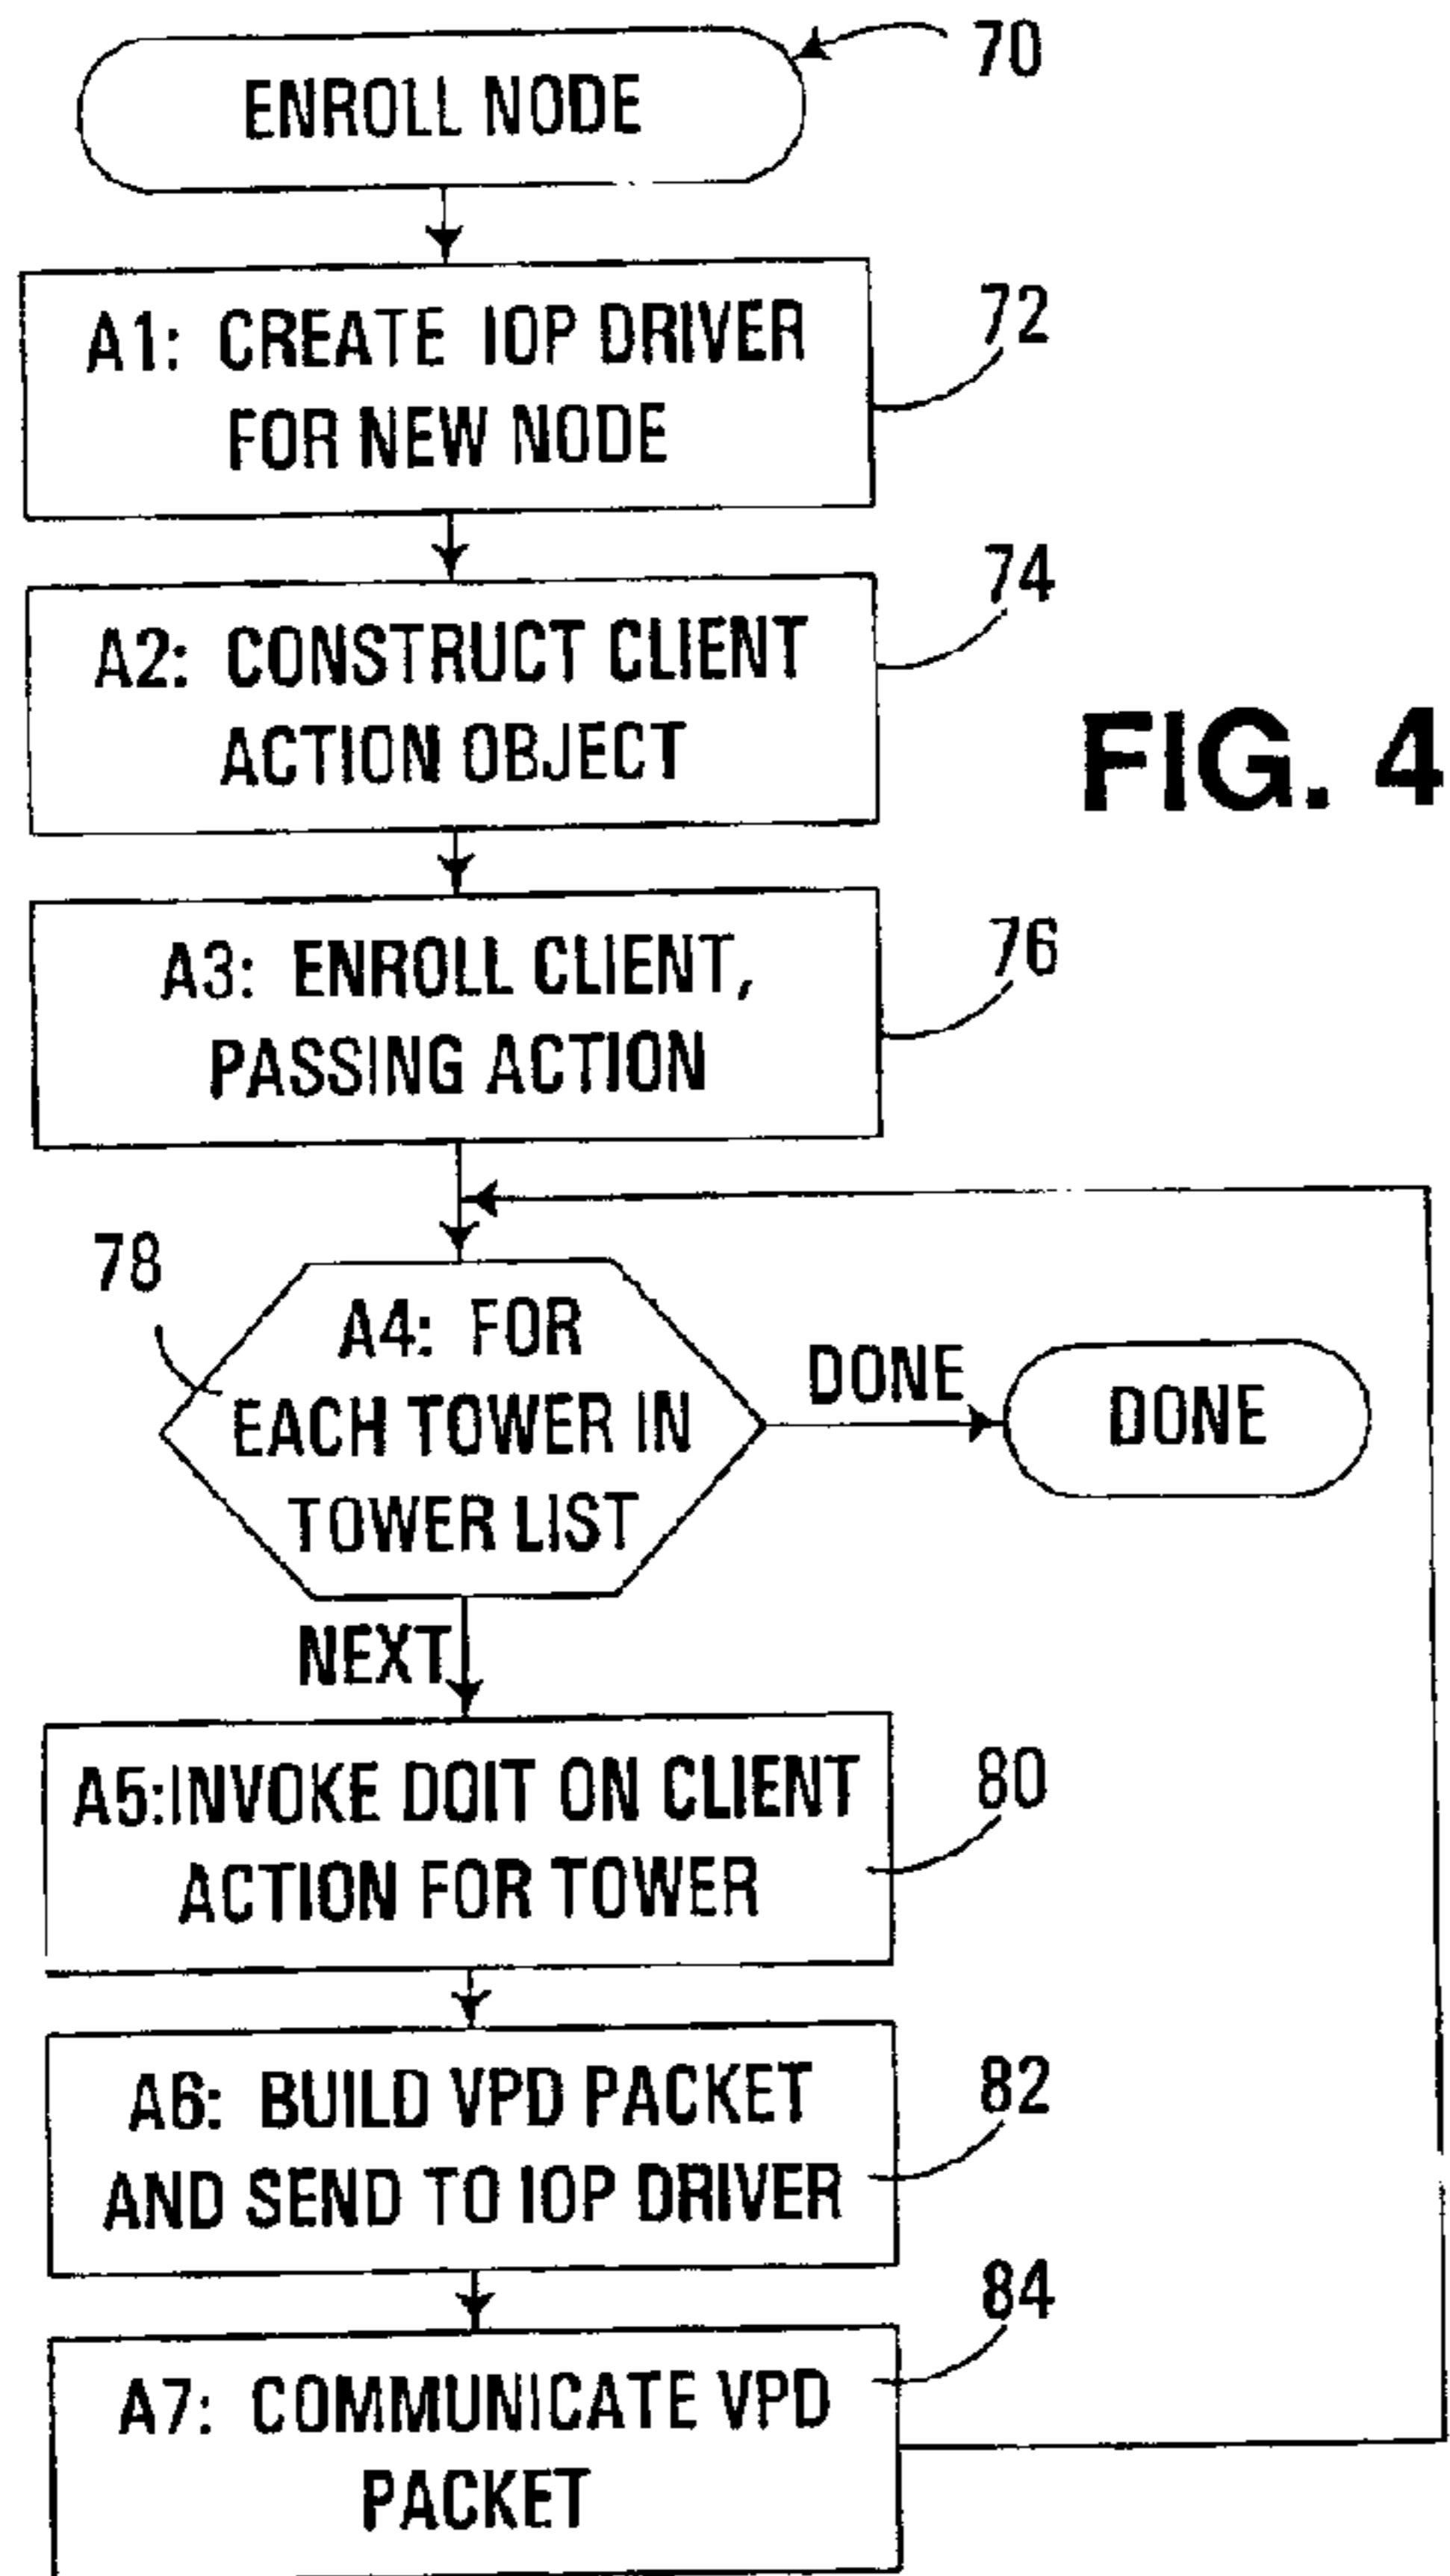 ENROLL NODE
70
A1: CREATE IOP DRIVER
FOR NEW NODE
72
A2: CONSTRUCT CLIENT
ACTION OBJECT
74
FIG. 4
A3: ENROLL CLIENT,
PASSING ACTION
76
78
A4: FOR
EACH TOWER IN
TOWER LIST
DONE
DONE
NEXT
A5:INVOKE DOIT ON CLIENT
ACTION FOR TOWER
80
A6: BUILD VPD PACKET
AND SEND TO IOP DRIVER
82
A7: COMMUNICATE VPD
PACKET
84